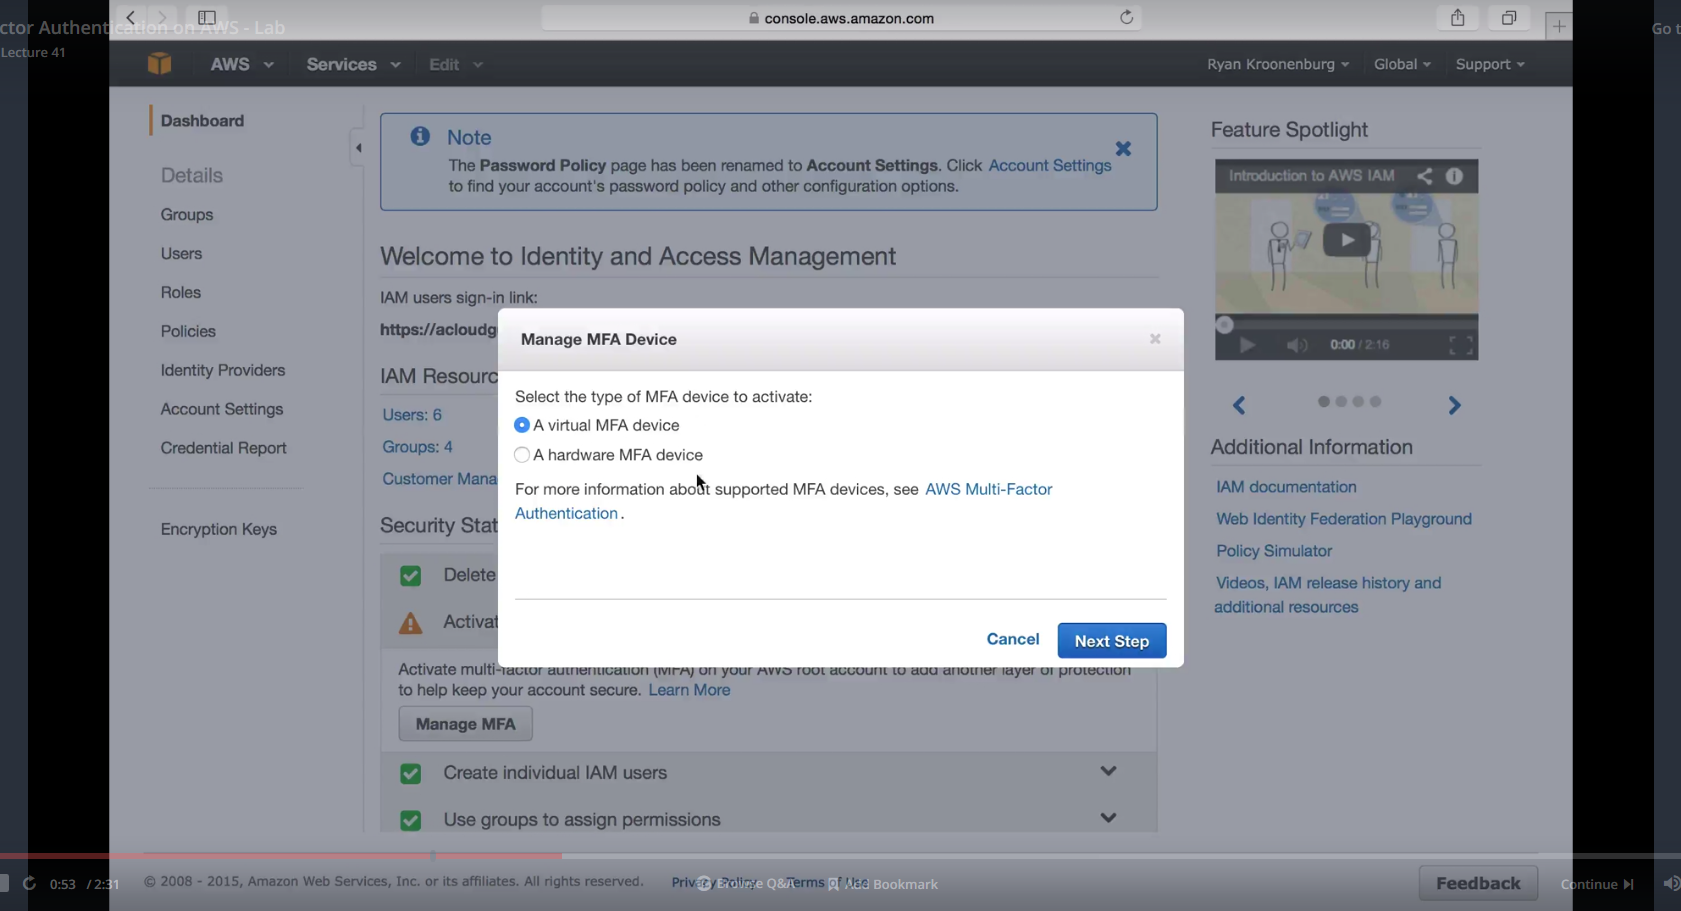 console.aws.amazon.com
ctor Authentication on AWS - Lab
Go t
Lecture 41
AWS
Services
Edit
Ryan Kroonenburg
Global
Support
Dashboard
Details
Groups
Users
Roles
Policies
Identity Providers
Account Settings
Credential Report
Encryption Keys
Note
The Password Policy page has been renamed to Account Settings. Click Account Settings
to find your account's password policy and other configuration options.
Welcome to Identity and Access Management
IAM users sign-in link:
https://acloudg
IAM Resourc
Users: 6
Groups: 4
Customer Mana
Security Stat
Delete
Activat
Manage MFA Device
Select the type of MFA device to activate:
A virtual MFA device
A hardware MFA device
For more information about supported MFA devices, see AWS Multi-Factor
Authentication .
Cancel
Next Step
Activate multi-factor authentication (MFA) on your AWS root account to add another layer of protection
to help keep your account secure. Learn More
Manage MFA
Create individual IAM users
Use groups to assign permissions
Feature Spotlight
Introduction to AWS IAM
0:00 / 2:16
Additional Information
IAM documentation
Web Identity Federation Playground
Policy Simulator
Videos, IAM release history and
additional resources
0:53 / 2:31
© 2008 - 2015, Amazon Web Services, Inc. or its affiliates. All rights reserved.
Privacy Policy
Browse Q&A
Terms of Use
Add Bookmark
Feedback
Continue